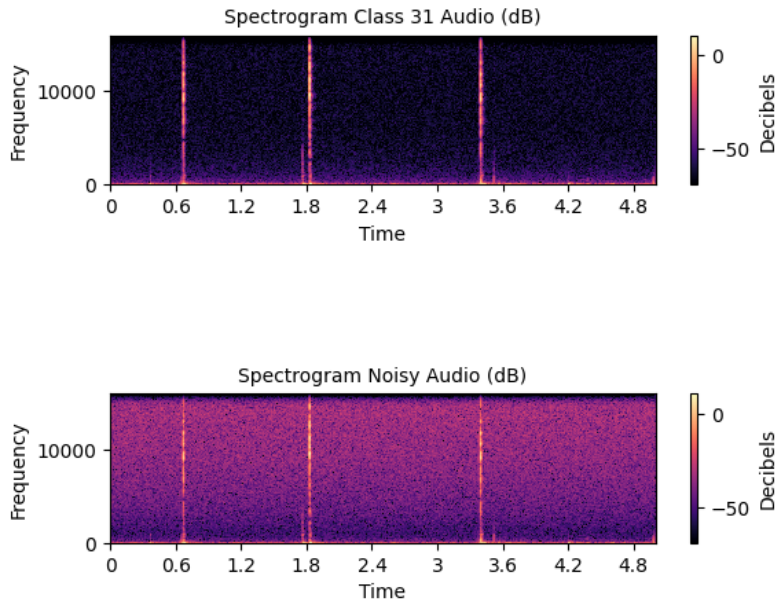 Spectrogram Class 31 Audio (dB)
Frequency
10000
0
0 0.6 1.2 1.8 2.4 3 3.6 4.2 4.8
Time
0
−50
Decibels
Spectrogram Noisy Audio (dB)
Frequency
10000
0
0 0.6 1.2 1.8 2.4 3 3.6 4.2 4.8
Time
0
−50
Decibels